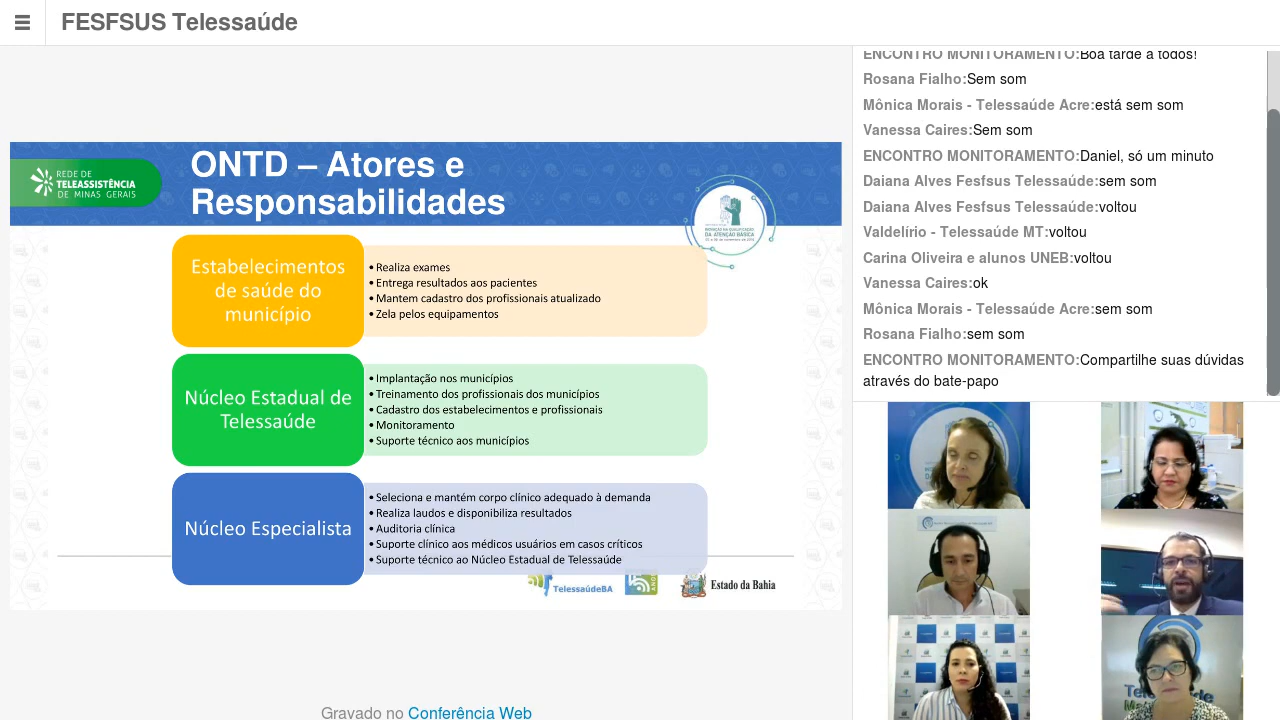 FESFSUS Telessaúde
REDE DE
TELEASSISTÊNCIA
DE MINAS GERAIS
ONTD – Atores e
Responsabilidades
INOVAÇÃO NA QUALIFICAÇÃO
DA ATENÇÃO BÁSICA
Estabelecimentos
de saúde do
município
• Realiza exames
• Entrega resultados aos pacientes
• Mantem cadastro dos profissionais atualizado
• Zela pelos equipamentos
Núcleo Estadual de
Telessaúde
• Implantação nos municípios
• Treinamento dos profissionais dos municípios
• Cadastro dos estabelecimentos e profissionais
• Monitoramento
• Suporte técnico aos municípios
Núcleo Especialista
• Seleciona e mantém corpo clínico adequado à demanda
• Realiza laudos e disponibiliza resultados
• Auditoria clínica
• Suporte clínico aos médicos usuários em casos críticos
• Suporte técnico ao Núcleo Estadual de Telessaúde
TelessaúdeBA
Estado da Bahia
Gravado no Conferência Web
ENCONTRO MONITORAMENTO:Boa tarde a todos!
Rosana Fialho:Sem som
Mônica Morais - Telessaúde Acre:está sem som
Vanessa Caires:Sem som
ENCONTRO MONITORAMENTO:Daniel, só um minuto
Daiana Alves Fesfsus Telessaúde:sem som
Daiana Alves Fesfsus Telessaúde:voltou
Valdelírio - Telessaúde MT:voltou
Carina Oliveira e alunos UNEB:voltou
Vanessa Caires:ok
Mônica Morais - Telessaúde Acre:sem som
Rosana Fialho:sem som
ENCONTRO MONITORAMENTO:Compartilhe suas dúvidas
através do bate-papo